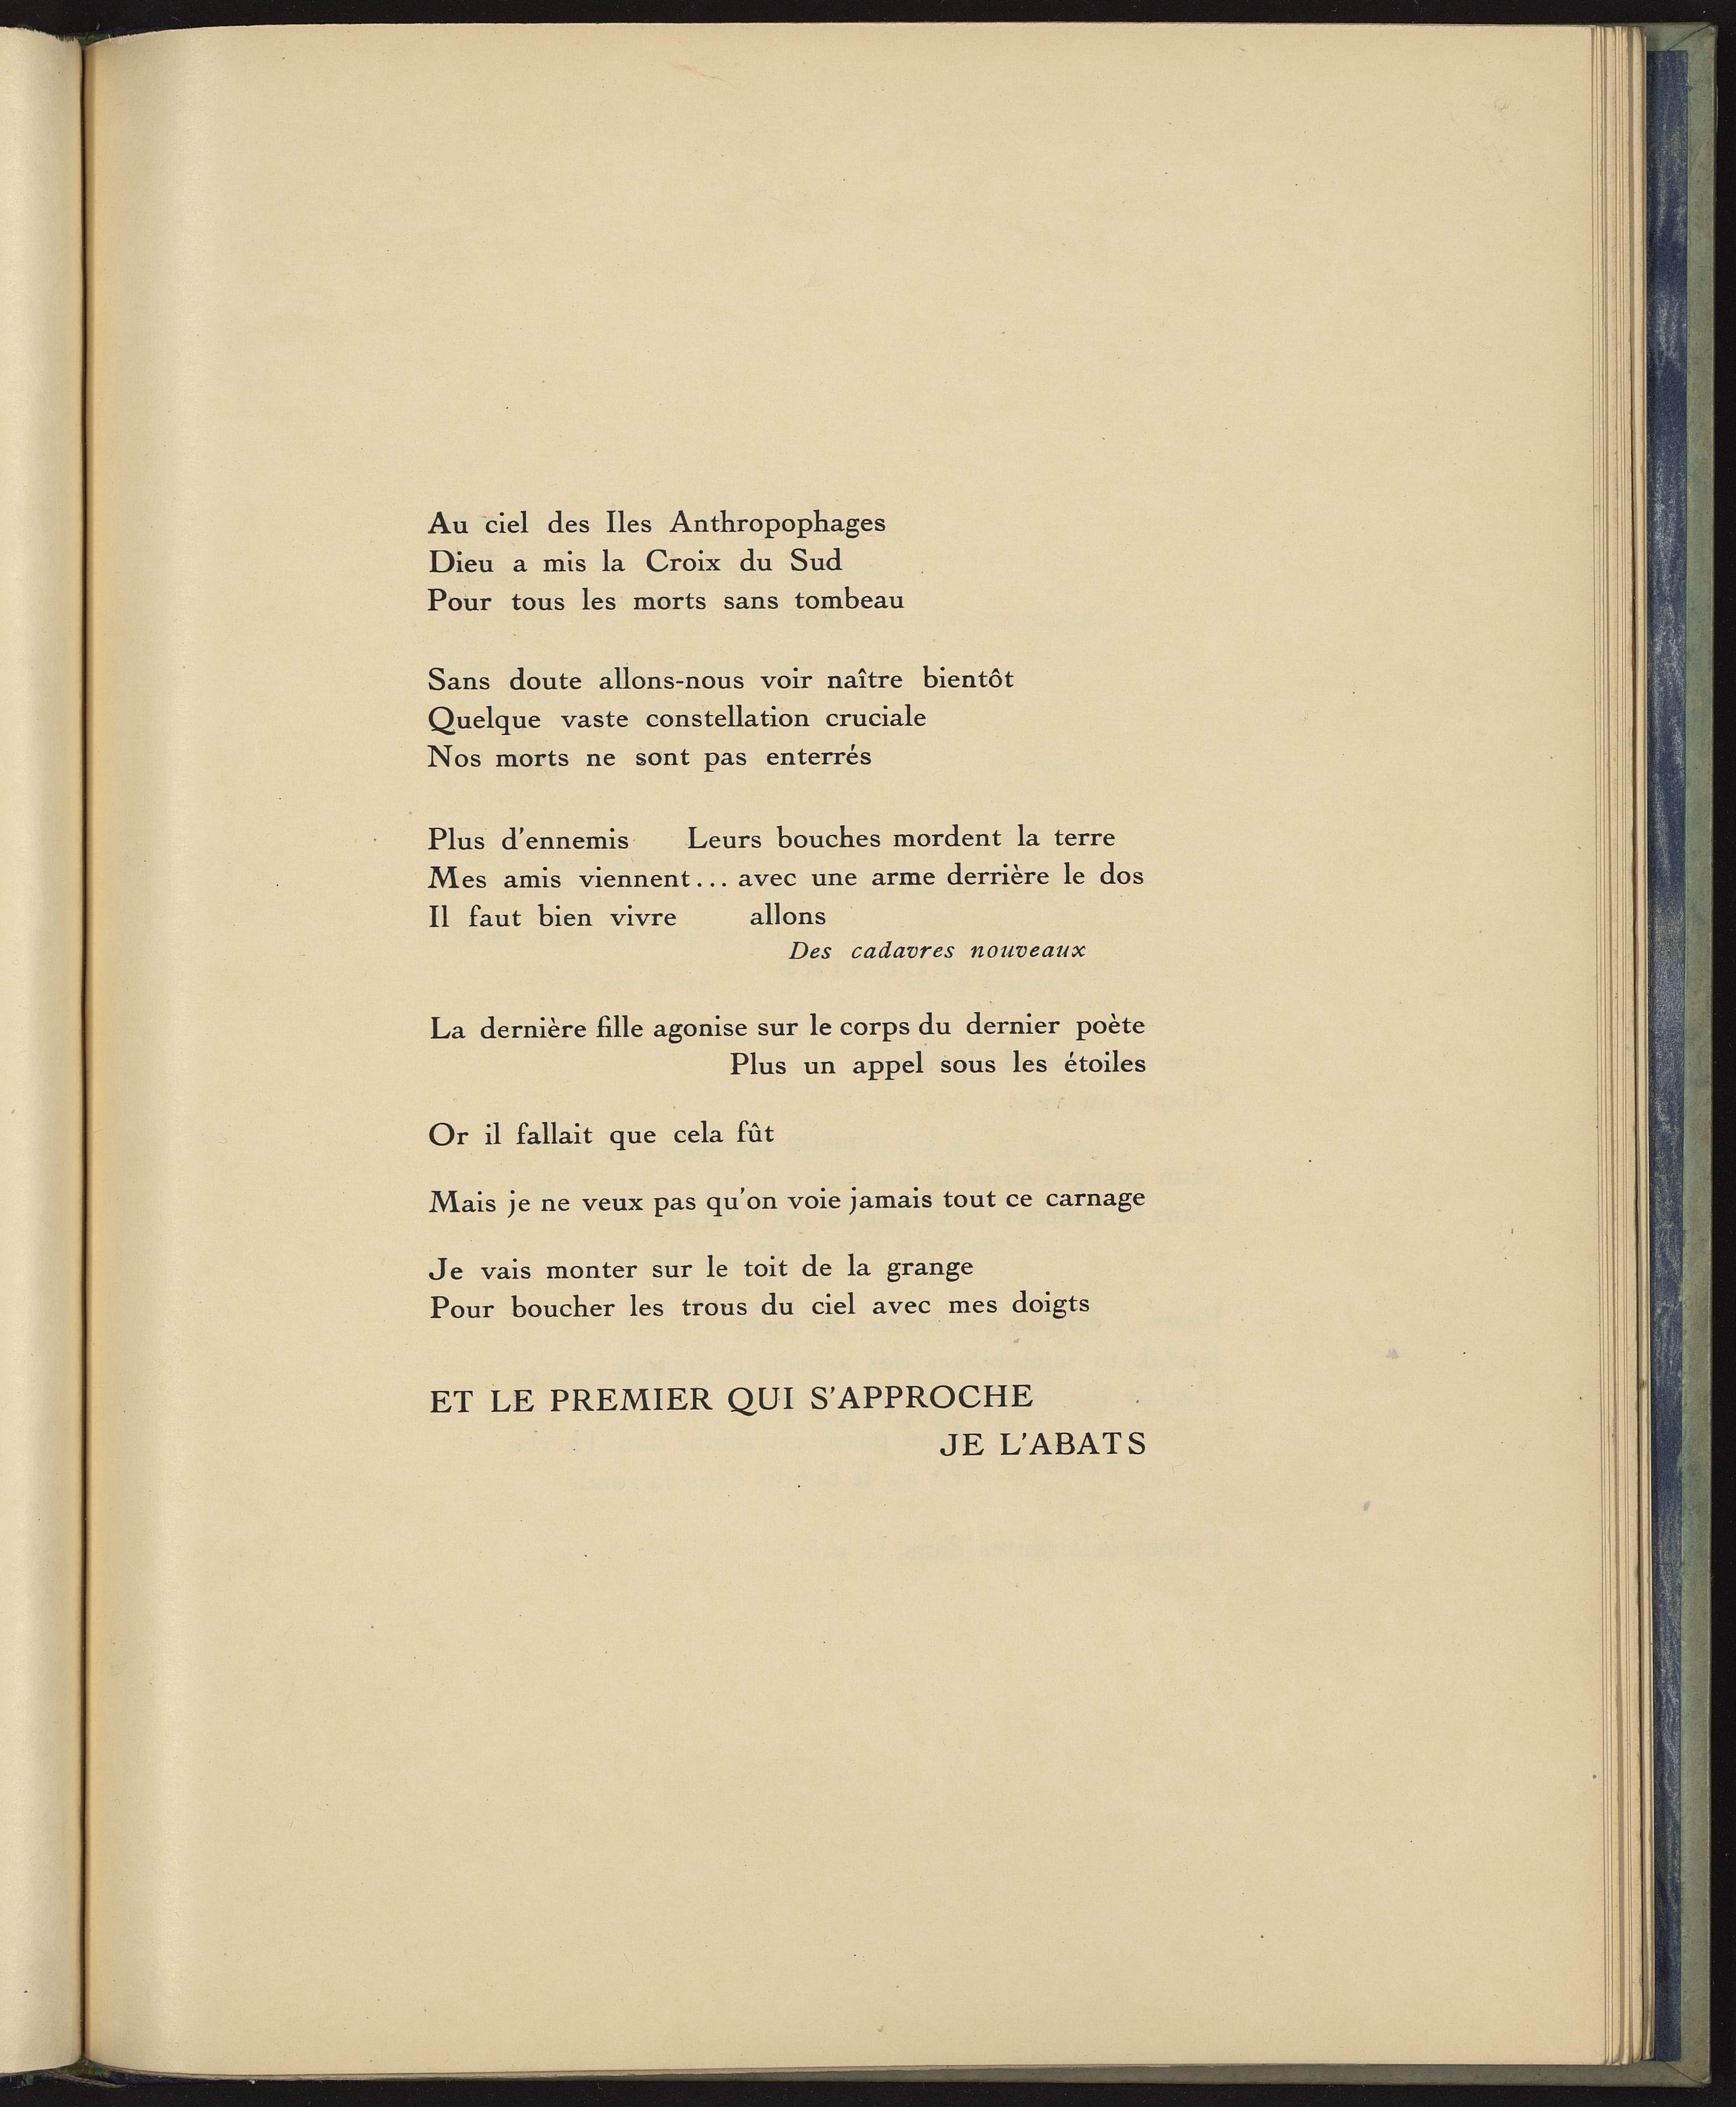 Au ciel des Iles Anthropophages
Dieu a mis la Croix du Sud
Pour tous les morts sans tombeau
Sans doute allons-nous voir naître bientôt
Quelque vaste constellation cruciale
Nos morts ne sont pas enterrés
Plus d'ennemis Leurs bouches mordent la terre
Mes amis viennent... avec une arme derrière le dos
Il faut bien vivre allons
Des cadavres nouveaux
La dernière fille agonise sur le corps du dernier poète
Plus un appel sous les étoiles
Or il fallait que cela fût
Mais je ne veux pas qu'on voie jamais tout ce carnage
Je vais monter sur le toit de la grange
Pour boucher les trous du ciel avec mes doigts
ET LE PREMIER QUI S'APPROCHE
JE L'ABATS